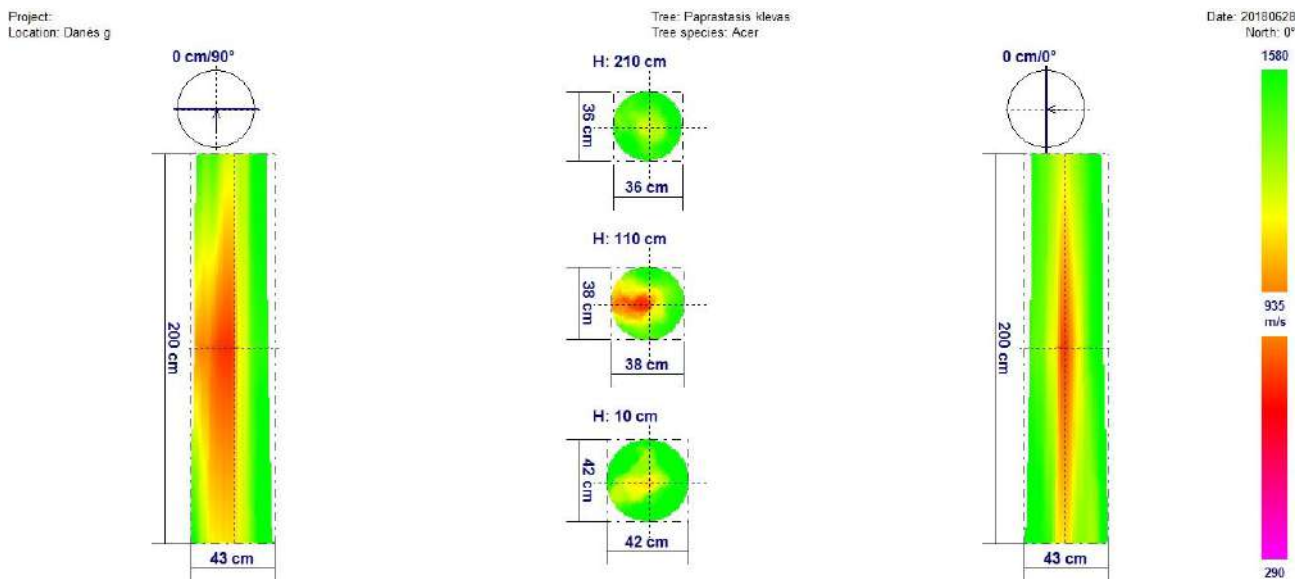 Project:
Location: Danės g
Tree: Paprastasis klevas
Tree species: Acer
Date: 20180628
North: 0°
0 cm/90°
200 cm
43 cm
H: 210 cm
36 cm
36 cm
H: 110 cm
38 cm
38 cm
H: 10 cm
42 cm
42 cm
0 cm/0°
200 cm
43 cm
1580
935
m/s
290